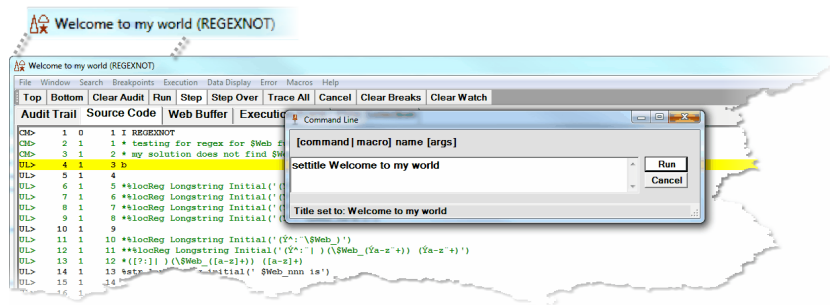 Welcome to my world (REGEXNOT)
Welcome to my world (REGEXNOT)
File Window Search Breakpoints Execution Data Display Error Macros Help
Top Bottom Clear Audit Run Step Step Over Trace All Cancel Clear Breaks Clear Watch
Audit Trail Source Code Web Buffer
Command Line
[command|macro] name [args]
settitle Welcome to my world
Run
Cancel
Title set to: Welcome to my world
CM> 1 0 1 I REGEXNOT
CM> 2 1 1 * testing for regex for $Web
CM> 3 1 2 * my solution does not find
UL> 4 1 3 b
UL> 5 1 4
UL> 6 1 5 *%locReg Longstring Initial('
UL> 7 1 6 *%locReg Longstring Initial('
UL> 8 1 7 *%locReg Longstring Initial('
UL> 9 1 8 *%locReg Longstring Initial('
UL> 10 1 9
UL> 11 1 10 *%locReg Longstring Initial('(Ý^:¨\$Web_)')
UL> 12 1 11 *%locReg Longstring Initial('(Ý^:¨| )(\$Web_(Ýa-z¨+)) (Ýa-z¨+)')
UL> 13 1 12 *([?:]| )(\$Web_([a-z]+)) ([a-z]+)
UL> 14 1 13 initial(' $Web_nnn is')
UL> 15 1 14